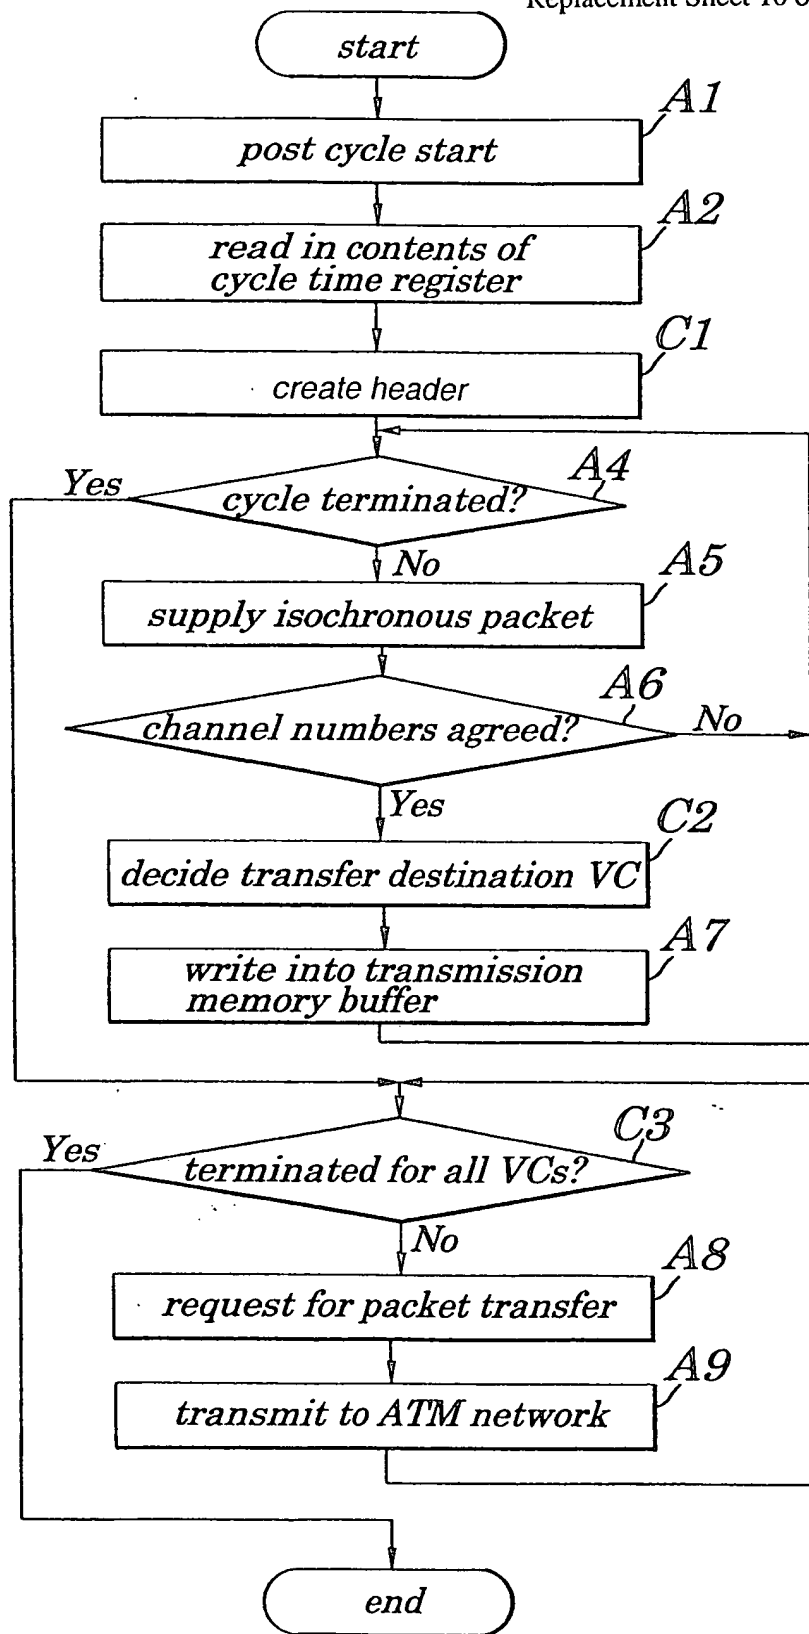 Replacement Sheet 10
start
A1
post cycle start
A2
read in contents of
cycle time register
C1
create header
A4
Yes
cycle terminated?
No
A5
supply isochronous packet
A6
channel numbers agreed?
No
Yes
C2
decide transfer destination VC
A7
write into transmission
memory buffer
C3
Yes
terminated for all VCs?
No
A8
request for packet transfer
A9
transmit to ATM network
end